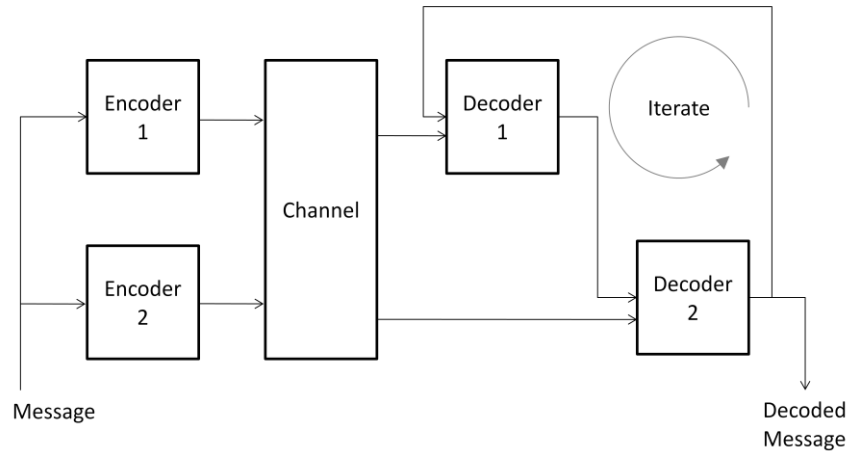 Encoder
1
Decoder
1
Iterate
Channel
Encoder
2
Decoder
2
Message
Decoded
Message